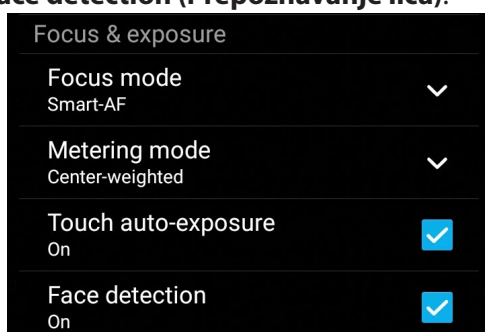 ace detection (Prepoznavanje lica).
Focus & exposure
Focus mode
Smart-AF
Metering mode
Center-weighted
Touch auto-exposure
On
Face detection
On